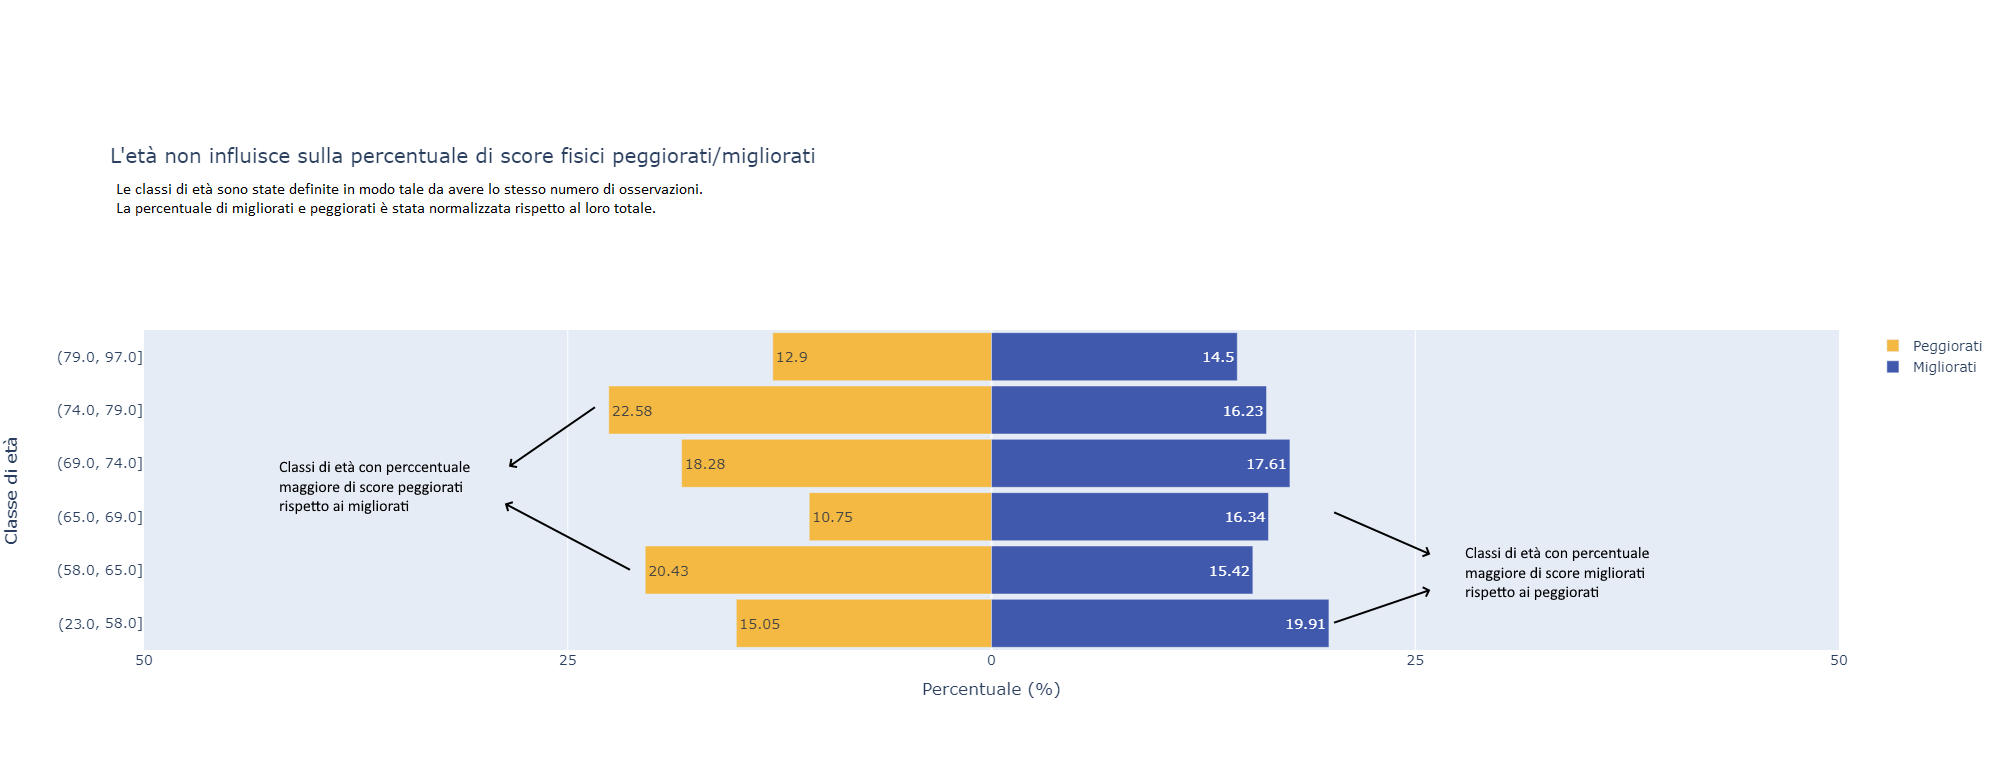 L'età non influisce sulla percentuale di score fisici peggiorati/migliorati
Le classi di età sono state definite in modo tale da avere lo stesso numero di osservazioni.
La percentuale di migliorati e peggiorati è stata normalizzata rispetto al loro totale.
Peggiorati
Migliorati
Classe di età
(79.0, 97.0] 12.9 14.5
(74.0, 79.0] 22.58 16.23
(69.0, 74.0] 18.28 17.61
(65.0, 69.0] 10.75 16.34
(58.0, 65.0] 20.43 15.42
(23.0, 58.0] 15.05 19.91
Classi di età con perccentuale
maggiore di score peggiorati
rispetto ai migliorati
Classi di età con percentuale
maggiore di score migliorati
rispetto ai peggiorati
50 25 0 25 50
Percentuale (%)